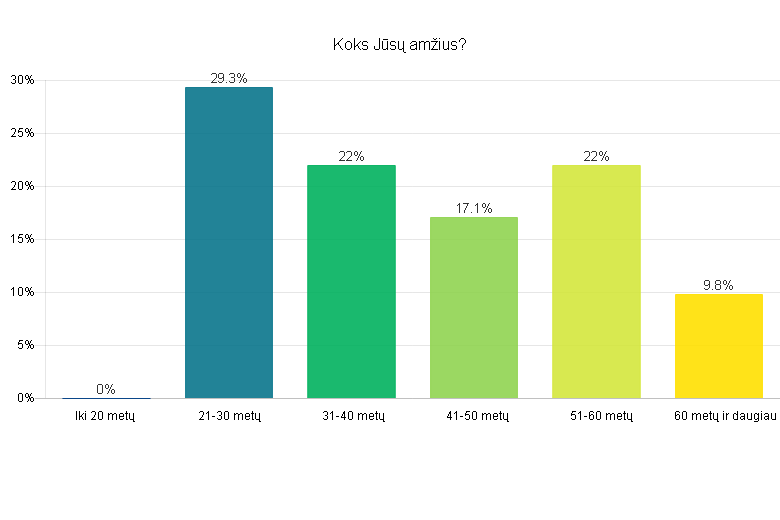 Koks Jūsų amžius?
30%
29.3%
25%
22%
22%
20%
17.1%
15%
10%
9.8%
5%
0%
0%
Iki 20 metų
21-30 metų
31-40 metų
41-50 metų
51-60 metų
60 metų ir daugiau